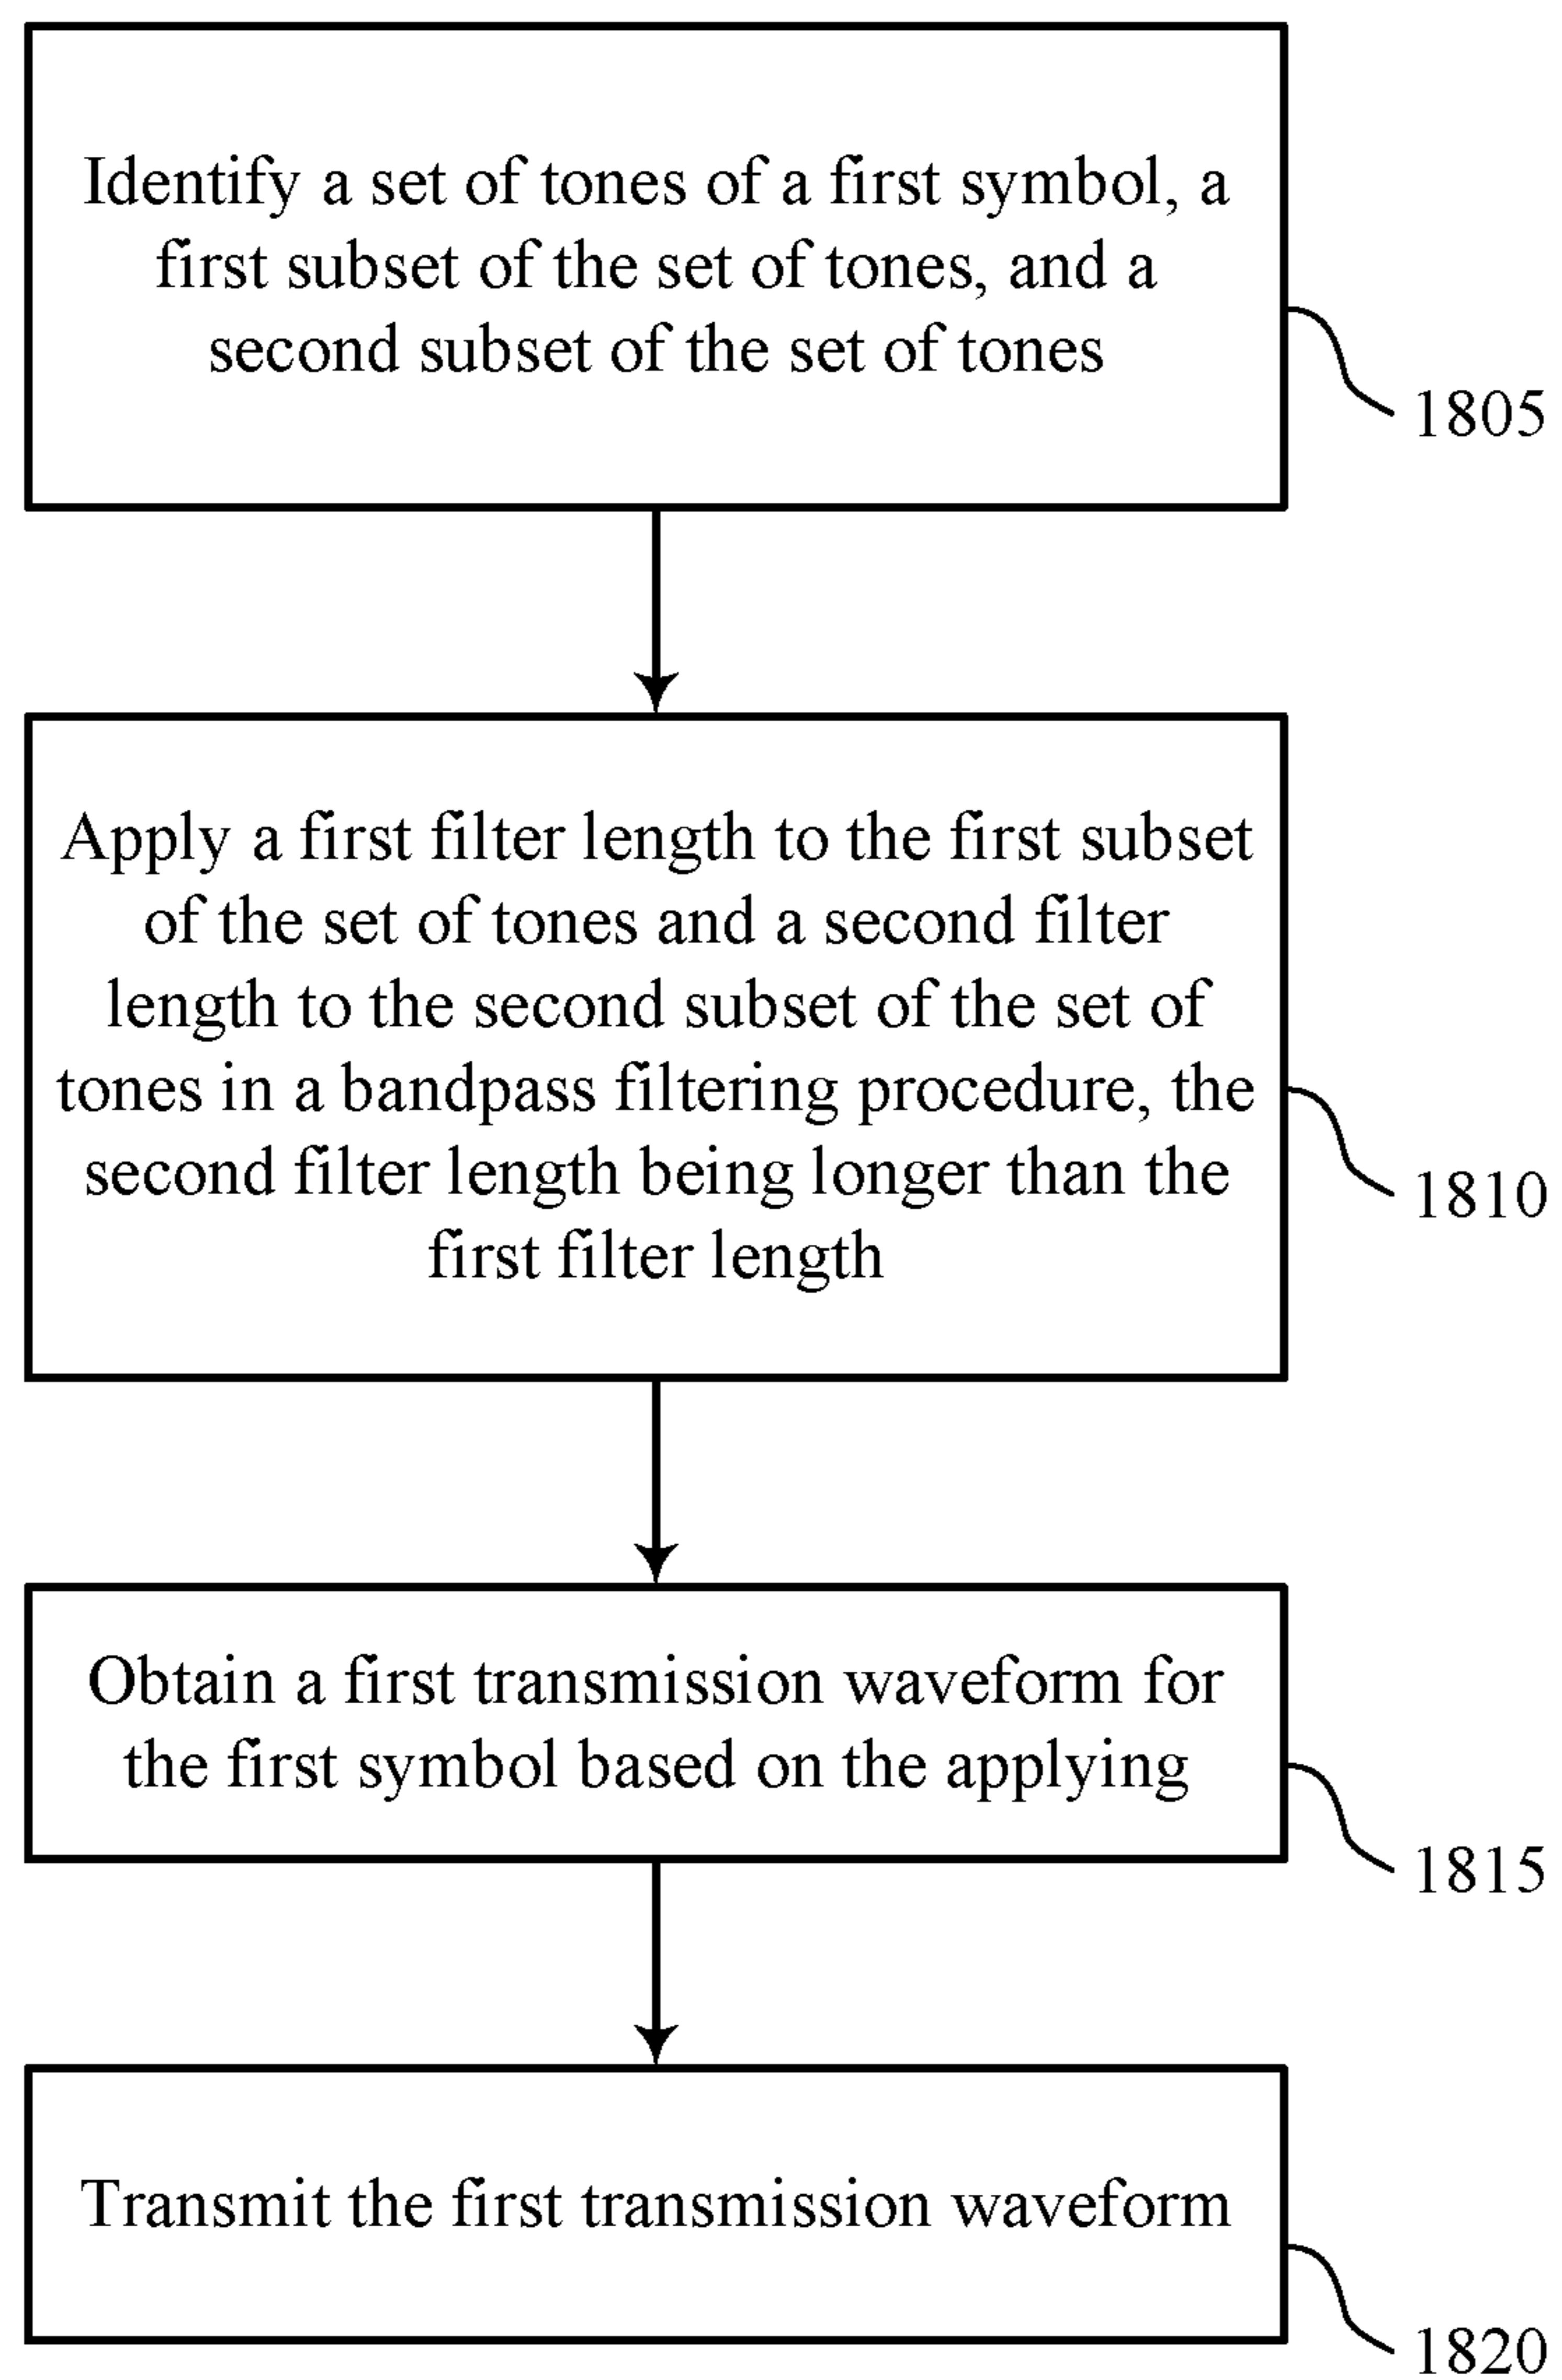 Identify a set of tones of a first symbol, a
first subset of the set of tones, and a
second subset of the set of tones
1805
Apply a first filter length to the first subset
of the set of tones and a second filter
length to the second subset of the set of
tones in a bandpass filtering procedure, the
second filter length being longer than the
first filter length
1810
Obtain a first transmission waveform for
the first symbol based on the applying
1815
Transmit the first transmission waveform
1820